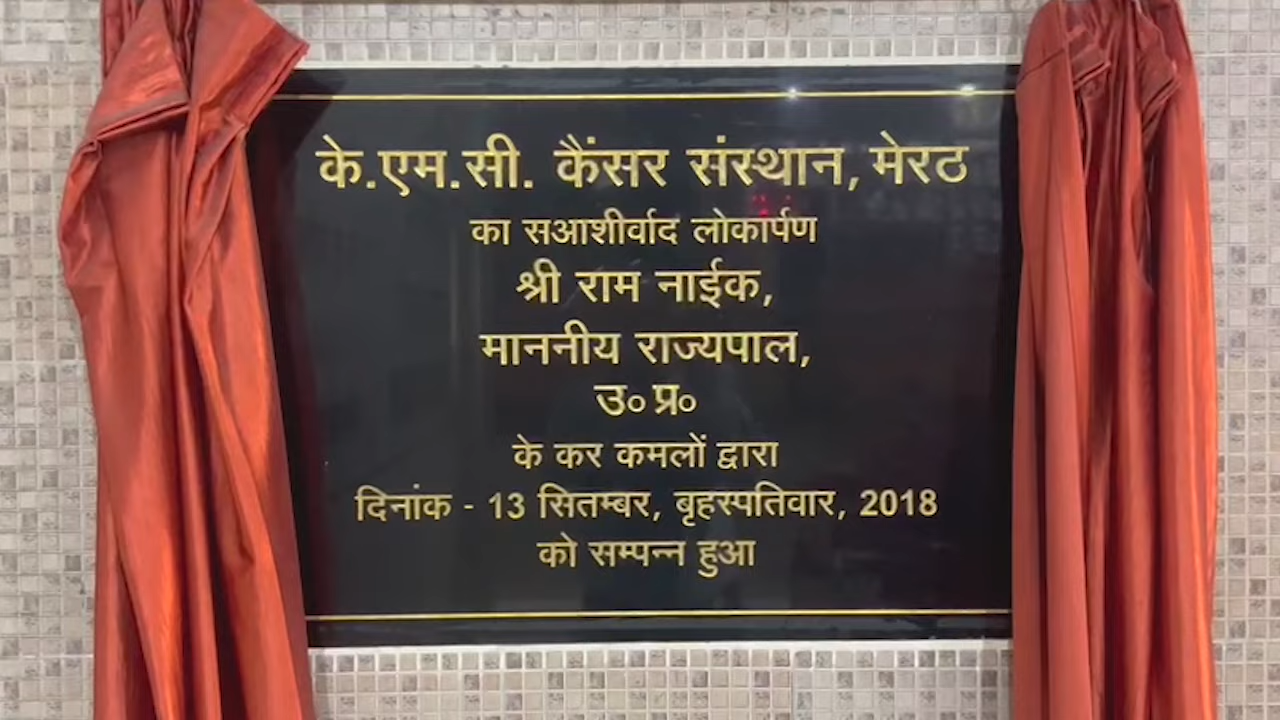 के.एम.सी. कैंसर संस्थान, मेरठ
का सआशीर्वाद लोकार्पण
श्री राम नाईक,
माननीय राज्यपाल,
उ० प्र०
के कर कमलों द्वारा
दिनांक - 13 सितम्बर, बृहस्पतिवार, 2018
को सम्पन्न हुआ